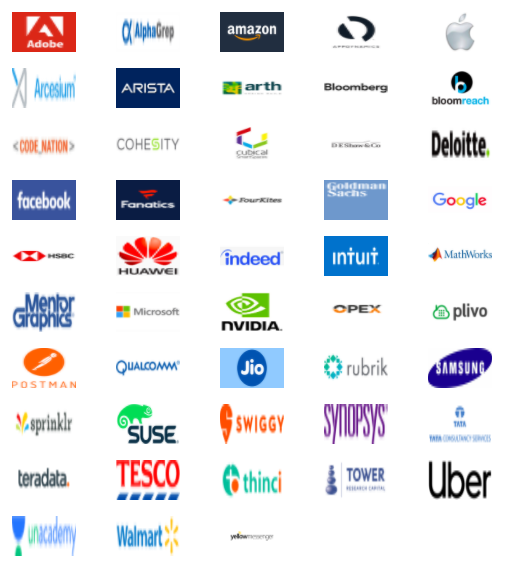 Adobe
AlphaGrep
amazon
APPDYNAMICS
Arcesium
ARISTA
arth
Bloomberg
bloomreach
<CODE_NATION>
COHESITY
cubical
D E Shaw & Co
Deloitte.
facebook
Fanatics
FourKites
Goldman
Sachs
Google
HSBC
HUAWEI
indeed
intuit
MathWorks
Mentor
Graphics
Microsoft
NVIDIA.
OPEX
plivo
POSTMAN
QUALCOMM
Jio
rubrik
SAMSUNG
sprinklr
SUSE
SWIGGY
SYNOPSYS
TATA
TATA CONSULTANCY SERVICES
teradata.
TESCO
thinci
TOWER
RESEARCH CAPITAL
Uber
unacademy
Walmart
yellowmessenger